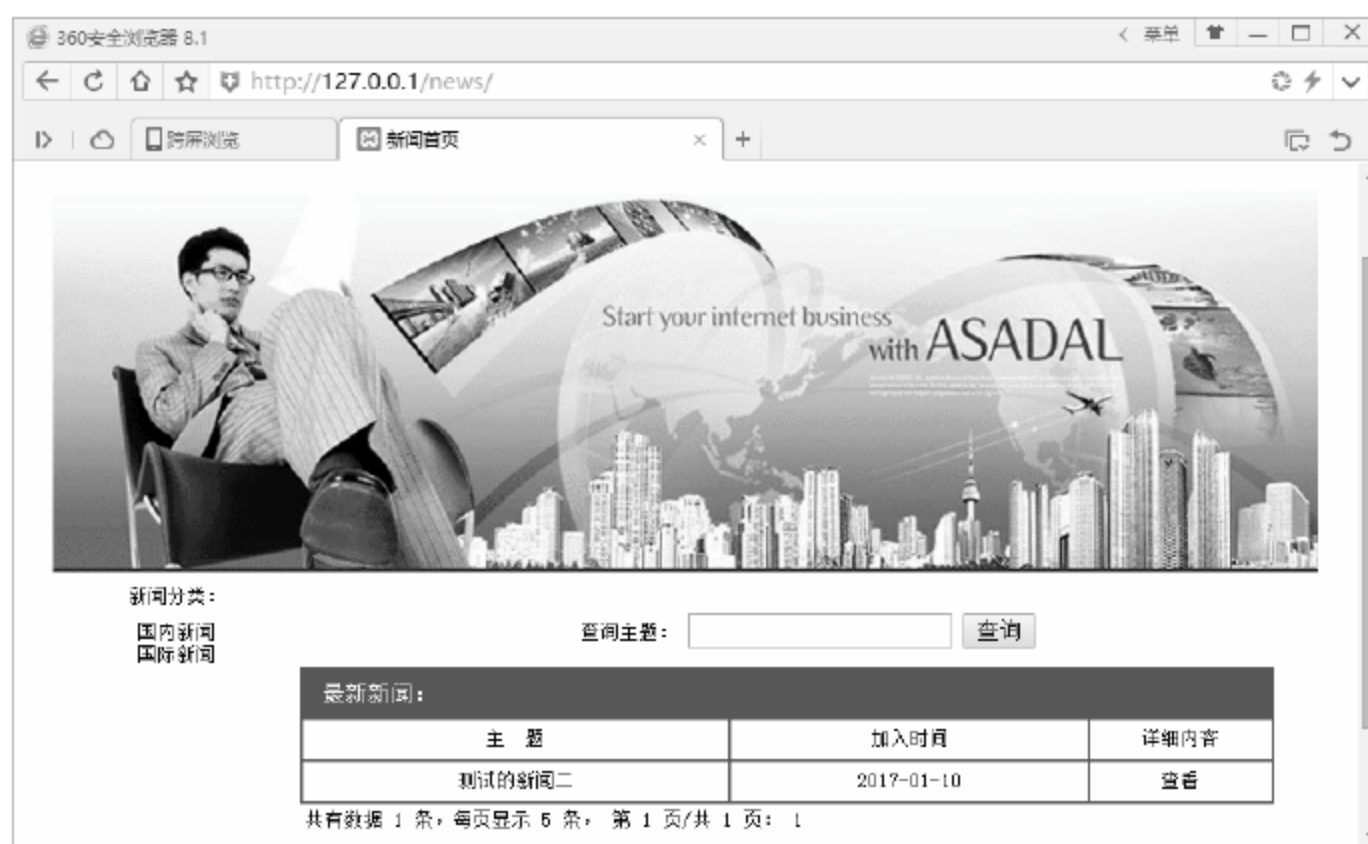 360安全浏览器 8.1
菜单
http://127.0.0.1/news/
跨屏浏览
新闻首页
Start your internet business
with ASADAL
新闻分类：
国内新闻
国际新闻
查询主题：
查询
最新新闻：
主 题 加入时间 详细内容
测试的新闻二 2017-01-10 查看
共有数据 1 条，每页显示 5 条， 第 1 页/共 1 页： 1